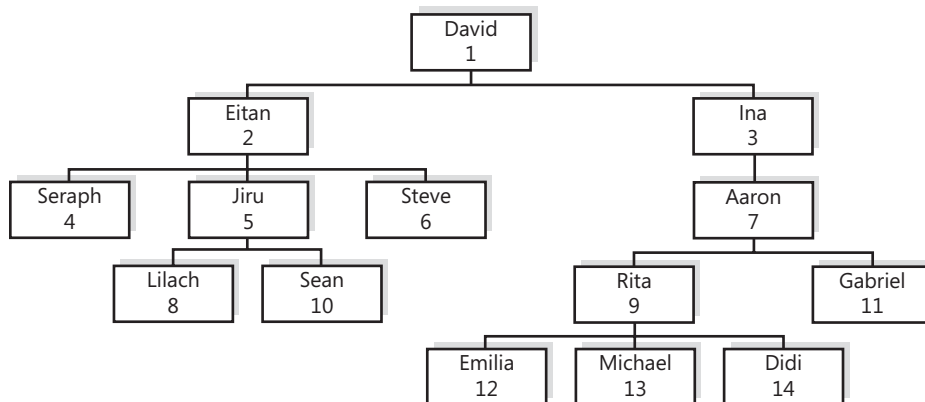 David
1
Eitan
2
Ina
3
Seraph
4
Jiru
5
Steve
6
Aaron
7
Lilach
8
Sean
10
Rita
9
Gabriel
11
Emilia
12
Michael
13
Didi
14